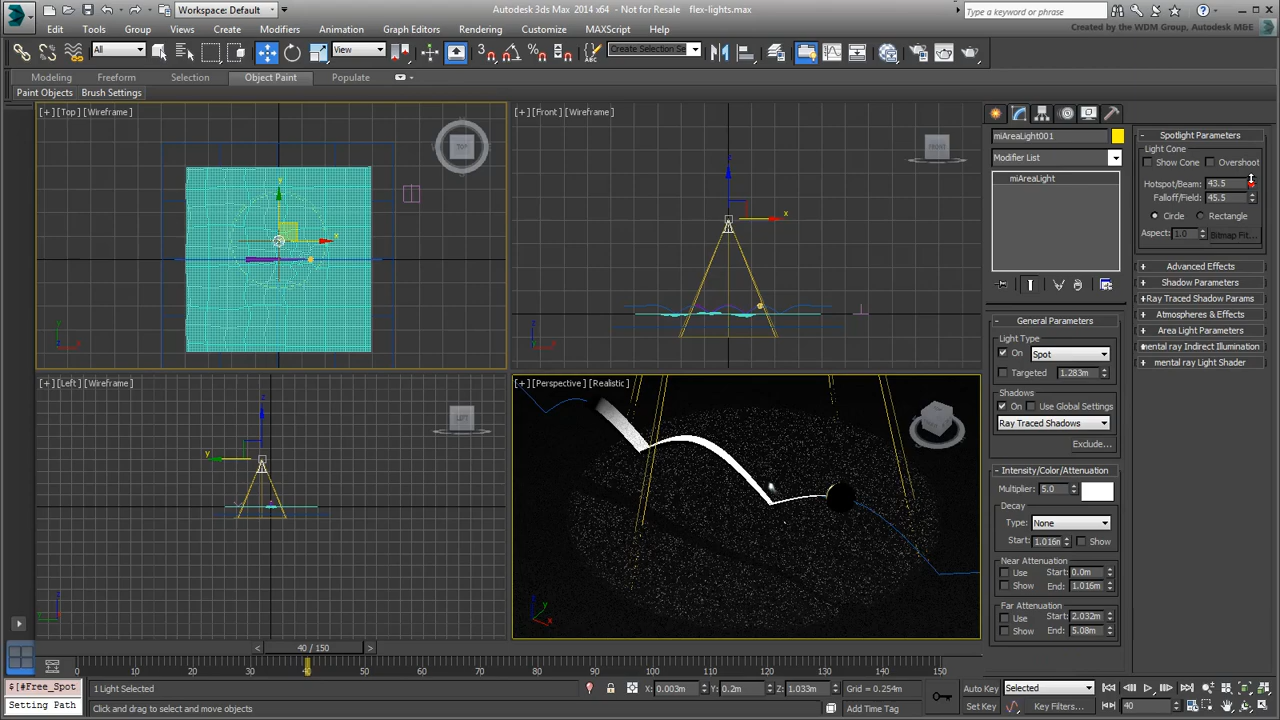 Workspace: Default
Autodesk 3ds Max 2014 x64 - Not for Resale flex-lights.max
Type a keyword or phrase
Edit Tools Group Views Create Modifiers Animation Graph Editors Rendering Customize MAXScript Help
Created by the WDM Group, Autodesk M&E
All
View
Create Selection Se
Modeling Freeform Selection Object Paint Populate
Paint Objects Brush Settings
[+] [Top] [Wireframe]
TOP
[+] [Front] [Wireframe]
FRONT
[+] [Left] [Wireframe]
LEFT
[+] [Perspective] [Realistic]
miAreaLight001
Modifier List
miAreaLight
General Parameters
Light Type
On Spot
Targeted 1.283m
Shadows
On Use Global Settings
Ray Traced Shadows
Exclude...
Intensity/Color/Attenuation
Multiplier: 5.0
Decay
Type: None
Start: 1.016m Show
Near Attenuation
Use Start: 0.0m
Show End: 1.016m
Far Attenuation
Use Start: 2.032m
Show End: 5.08m
Spotlight Parameters
Light Cone
Show Cone Overshoot
Hotspot/Beam: 43.5
Falloff/Field: 45.5
Circle Rectangle
Aspect: 1.0 Bitmap Fit...
Advanced Effects
Shadow Parameters
Ray Traced Shadow Params
Atmospheres & Effects
Area Light Parameters
mental ray Indirect Illumination
mental ray Light Shader
40 / 150
0 10 20 30 40 50 60 70 80 90 100 110 120 130 140 150
$[#Free_Spot 1 Light Selected X: 0.003m Y: 0.2m Z: 1.033m Grid = 0.254m Auto Key Selected
Setting Path Click and drag to select and move objects Add Time Tag Set Key Key Filters... 40